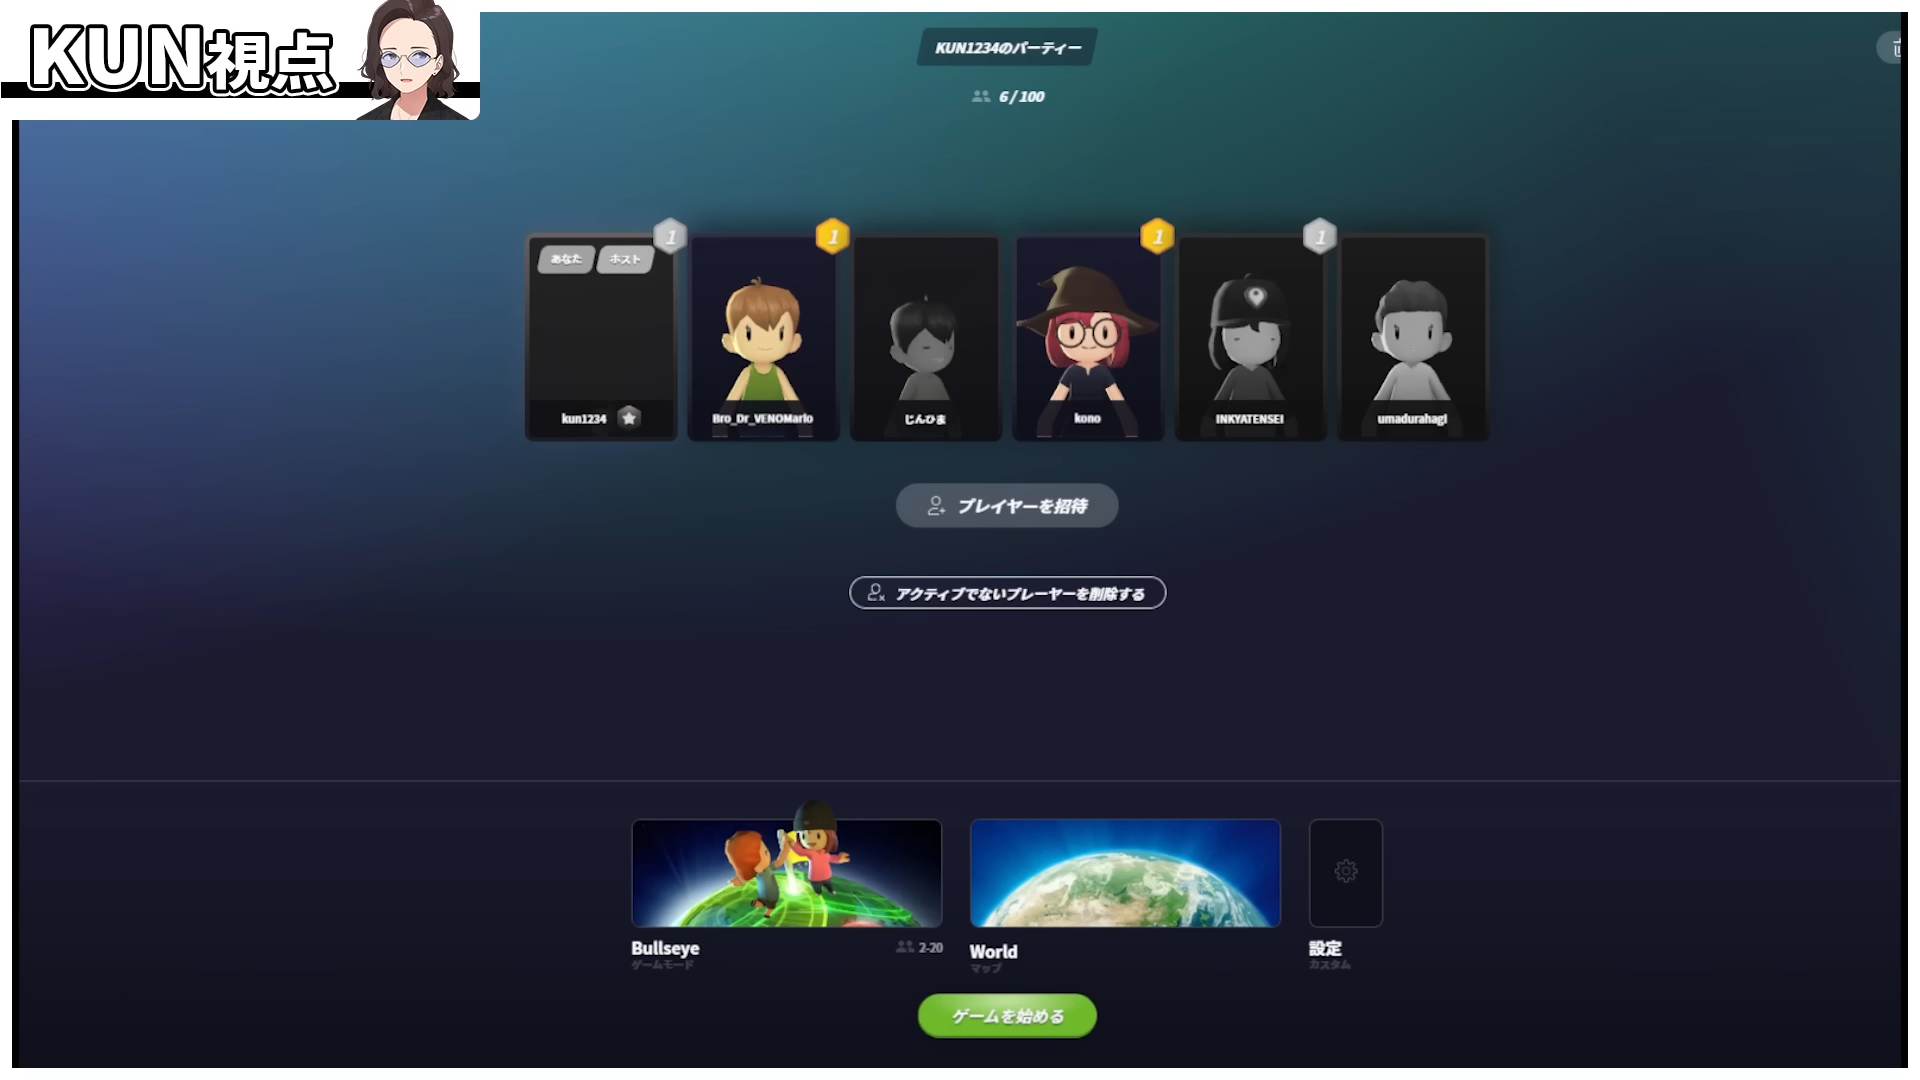 KUN視点
KUN1234のパーティー
6/100
1
1
1
1
あなた
ホスト
kun1234
Bro_Dr_VENOMarlo
じんひま
kono
INKYATENSEI
umadurahagi
プレイヤーを招待
アクティブでないプレーヤーを削除する
Bullseye
2-20
ゲームモード
World
マップ
設定
カスタム
ゲームを始める